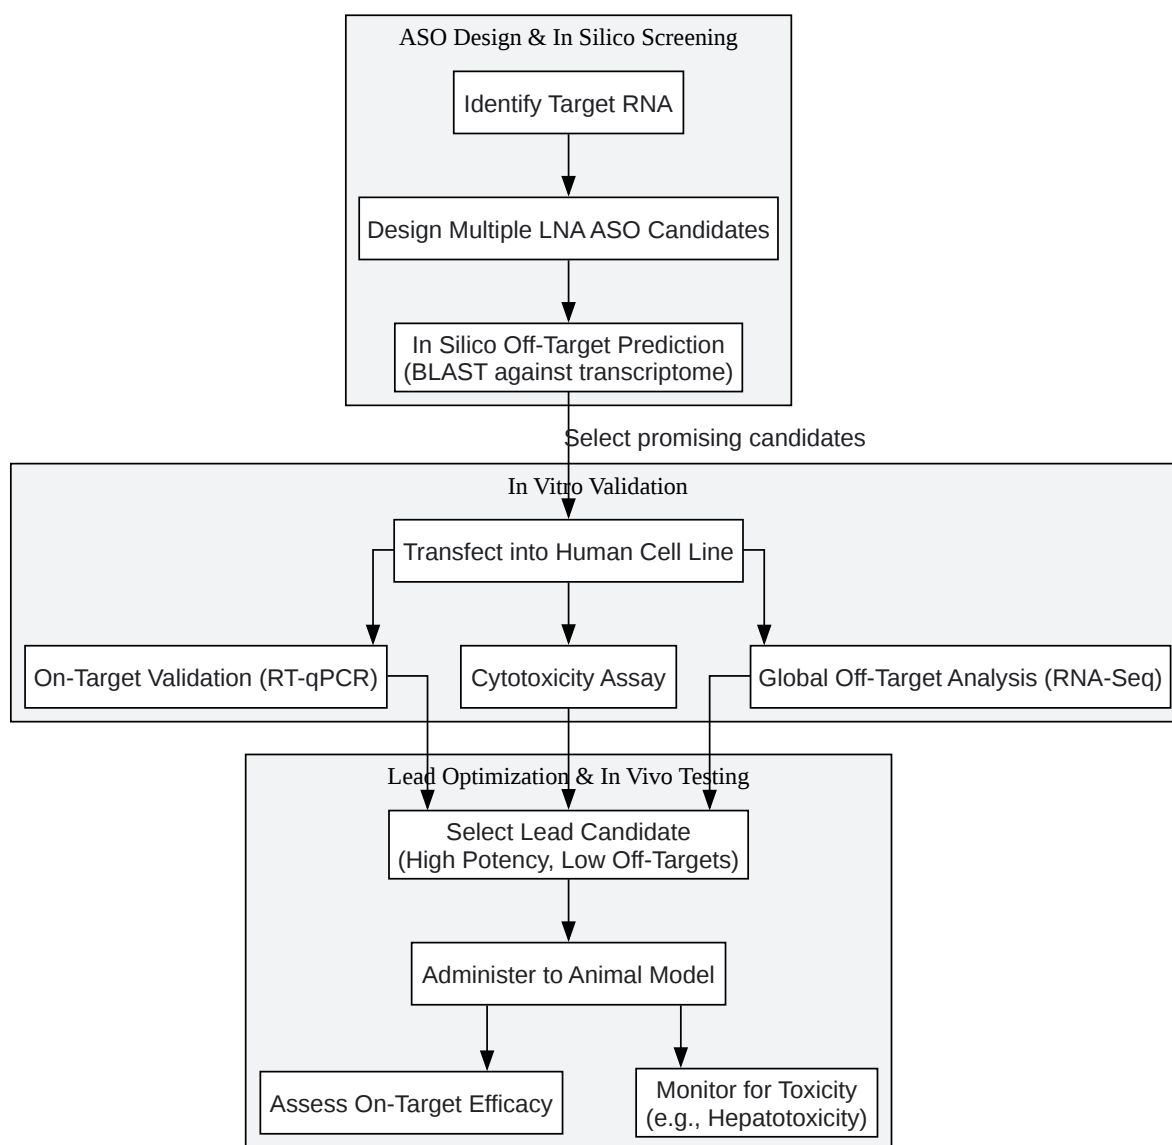 ASO Design & In Silico Screening
Identify Target RNA
Design Multiple LNA ASO Candidates
In Silico Off-Target Prediction
(BLAST against transcriptome)
Select promising candidates
In Vitro Validation
Transfect into Human Cell Line
On-Target Validation (RT-qPCR)
Cytotoxicity Assay
Global Off-Target Analysis (RNA-Seq)
Lead Optimization & In Vivo Testing
Select Lead Candidate
(High Potency, Low Off-Targets)
Administer to Animal Model
Assess On-Target Efficacy
Monitor for Toxicity
(e.g., Hepatotoxicity)